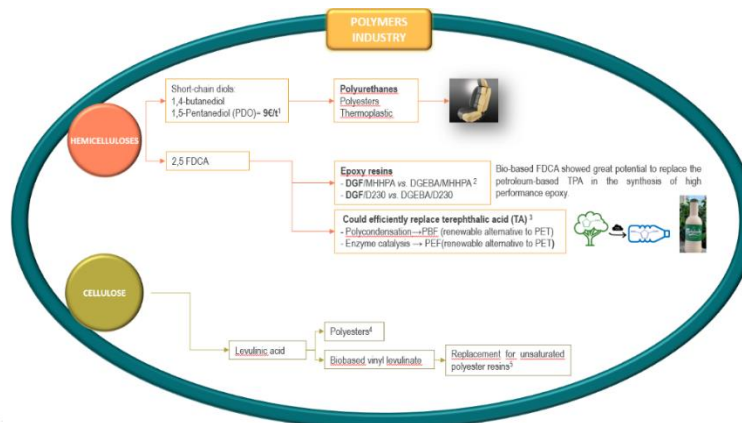 POLYMERS
INDUSTRY
HEMICELLULOSES
Short-chain diols:
1,4-butanediol
1,5-Pentanediol (PDO)= 9€/t¹
Polyurethanes
Polyesters
Thermoplastic
2,5 FDCA
Epoxy resins
- DGF/MHHPA vs. DGEBA/MHHPA ²
- DGF/D230 vs. DGEBA/D230
Bio-based FDCA showed great potential to replace the
petroleum-based TPA in the synthesis of high
performance epoxy.
Could efficiently replace terephthalic acid (TA) ³
- Polycondensation→PBF (renewable alternative to PET)
- Enzyme catalysis → PEF(renewable alternative to PET)
CELLULOSE
Levulinic acid
Polyesters⁴
Biobased vinyl levulinate
Replacement for unsaturated
polyester resins⁵